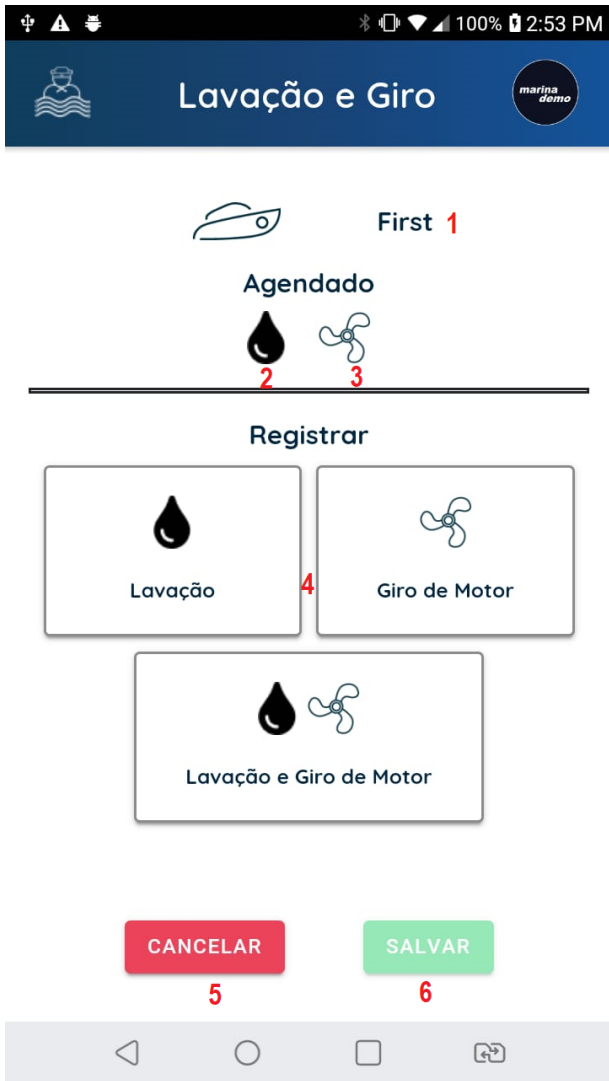 100% 2:53 PM
Lavação e Giro
marina
demo
First 1
Agendado
2 3
Registrar
Lavação
4
Giro de Motor
Lavação e Giro de Motor
CANCELAR
SALVAR
5
6